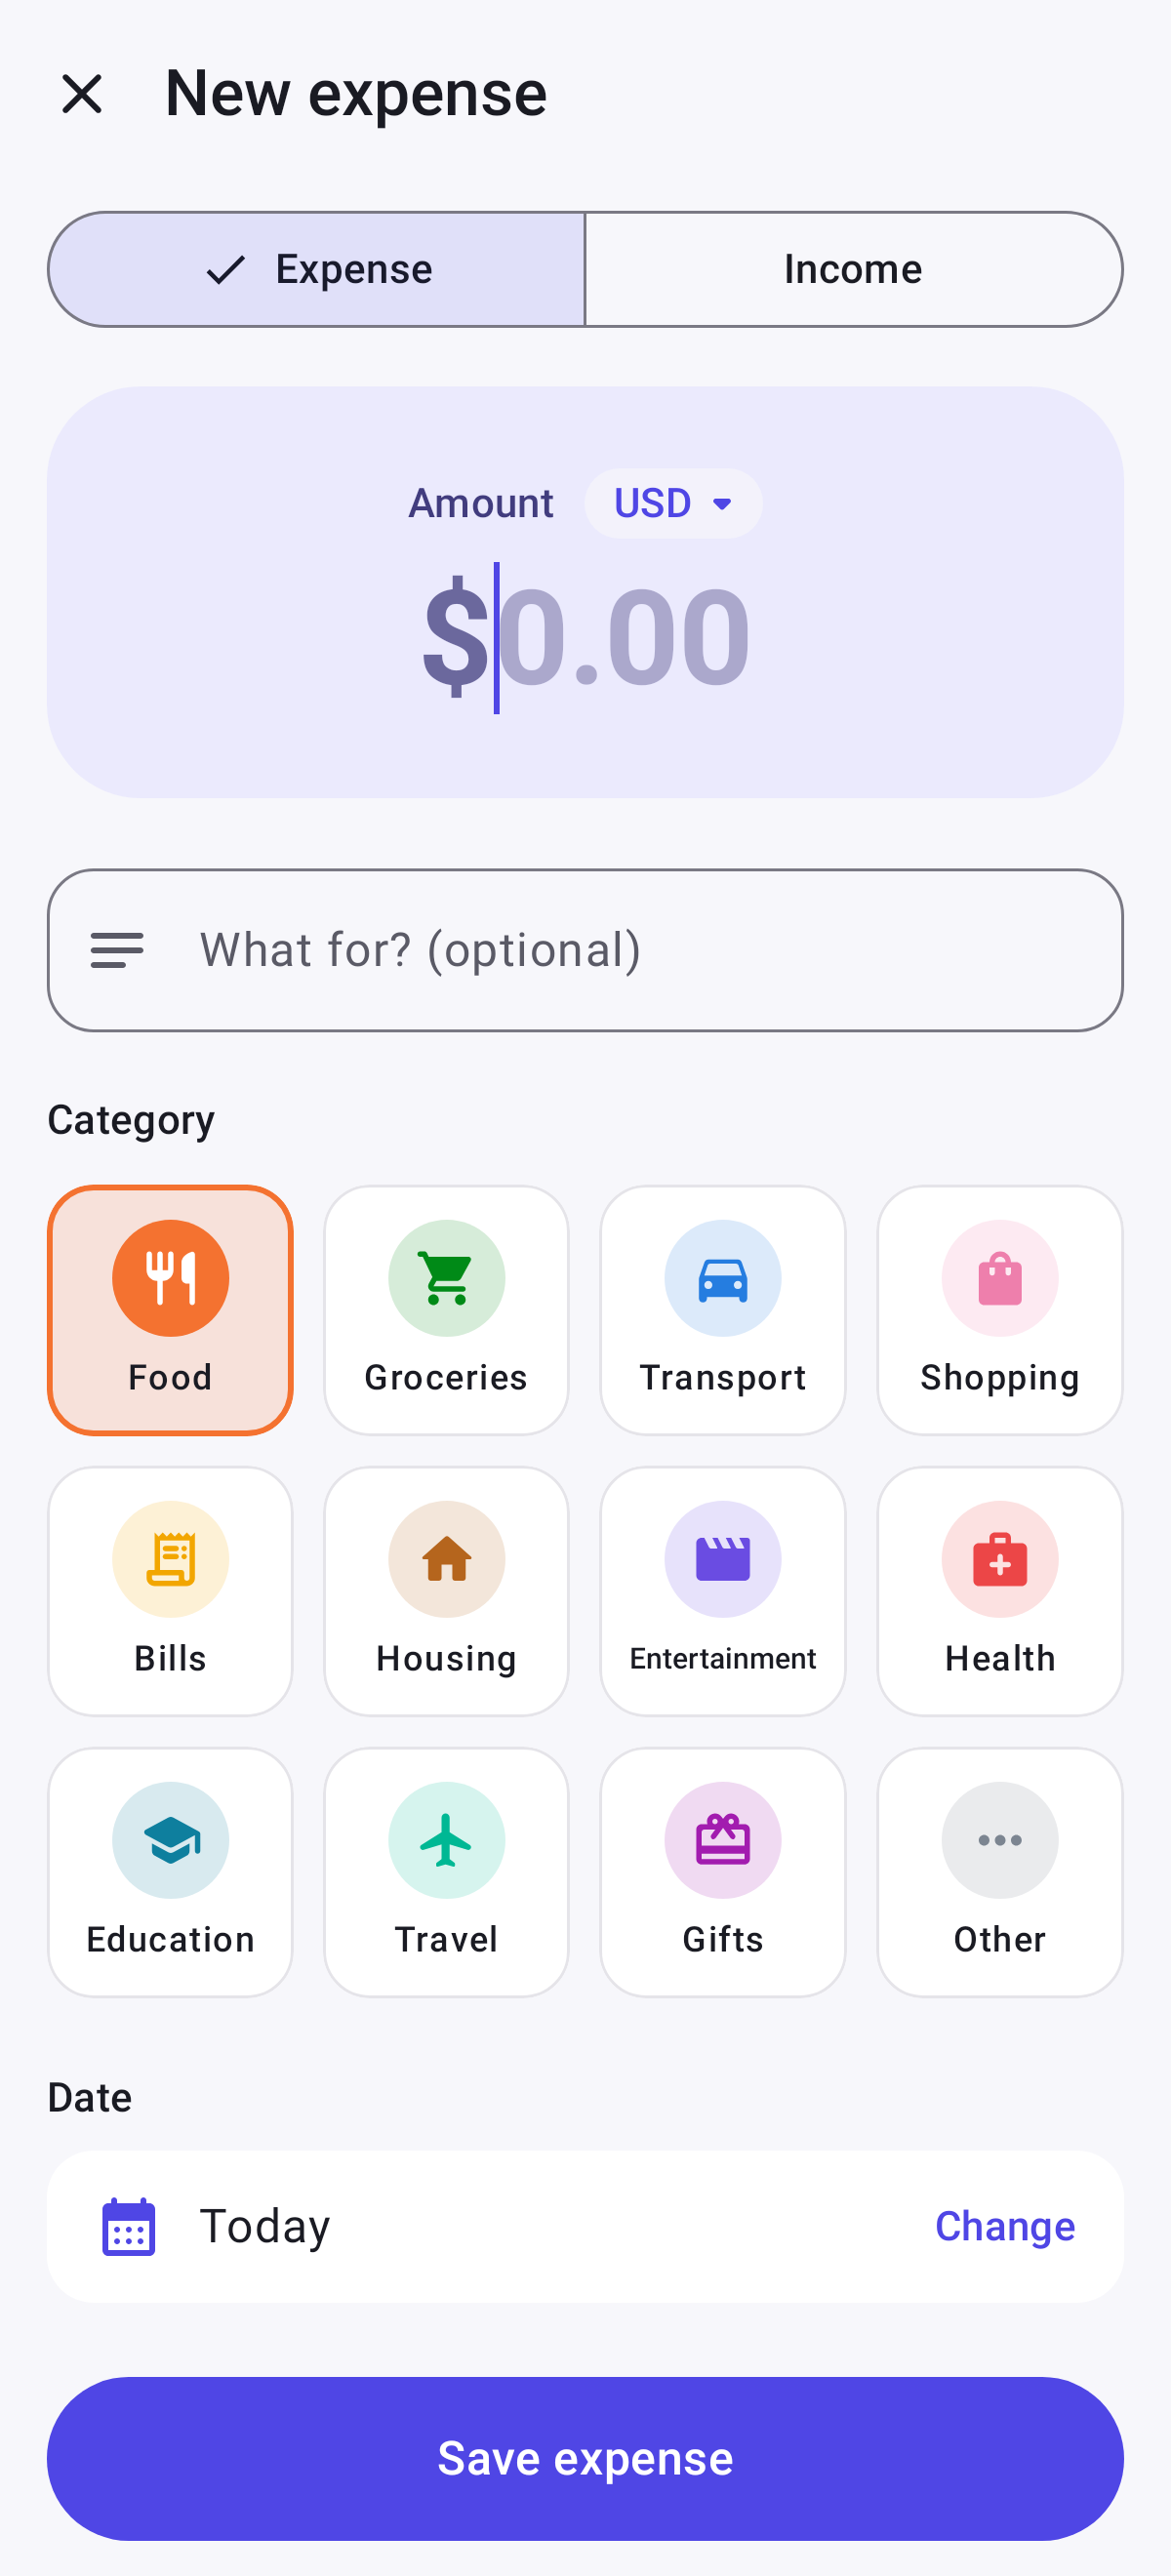 New expense
Expense
Income
Amount USD
$0.00
What for? (optional)
Category
Food
Groceries
Transport
Shopping
Bills
Housing
Entertainment
Health
Education
Travel
Gifts
Other
Date
Today
Change
Save expense